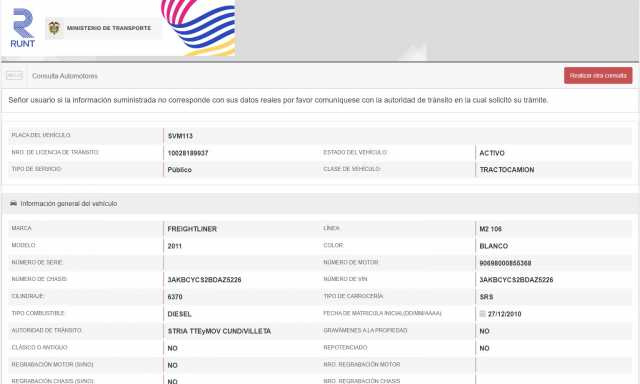 RUNT
MINISTERIO DE TRANSPORTE
Consulta Automotores
Realizar otra consulta
Señor usuario si la información suministrada no corresponde con sus datos reales por favor comuníquese con la autoridad de tránsito en la cual solicitó su trámite.
PLACA DEL VEHÍCULO: SVM113
NRO. DE LICENCIA DE TRÁNSITO: 10028189937 ESTADO DEL VEHÍCULO: ACTIVO
TIPO DE SERVICIO: Público CLASE DE VEHÍCULO: TRACTOCAMION
Información general del vehículo
MARCA: FREIGHTLINER LÍNEA: M2 106
MODELO: 2011 COLOR: BLANCO
NÚMERO DE SERIE: NÚMERO DE MOTOR: 90698000855368
NÚMERO DE CHASIS: 3AKBCYCS2BDAZ5226 NÚMERO DE VIN: 3AKBCYCS2BDAZ5226
CILINDRAJE: 6370 TIPO DE CARROCERÍA: SRS
TIPO COMBUSTIBLE: DIESEL FECHA DE MATRICULA INICIAL(DD/MM/AAAA): 27/12/2010
AUTORIDAD DE TRÁNSITO: STRIA TTEyMOV CUND/VILLETA GRAVÁMENES A LA PROPIEDAD: NO
CLÁSICO O ANTIGUO: NO REPOTENCIADO: NO
REGRABACIÓN MOTOR (SI/NO): NO NRO. REGRABACIÓN MOTOR
REGRABACIÓN CHASIS (SI/NO): NO NRO. REGRABACIÓN CHASIS